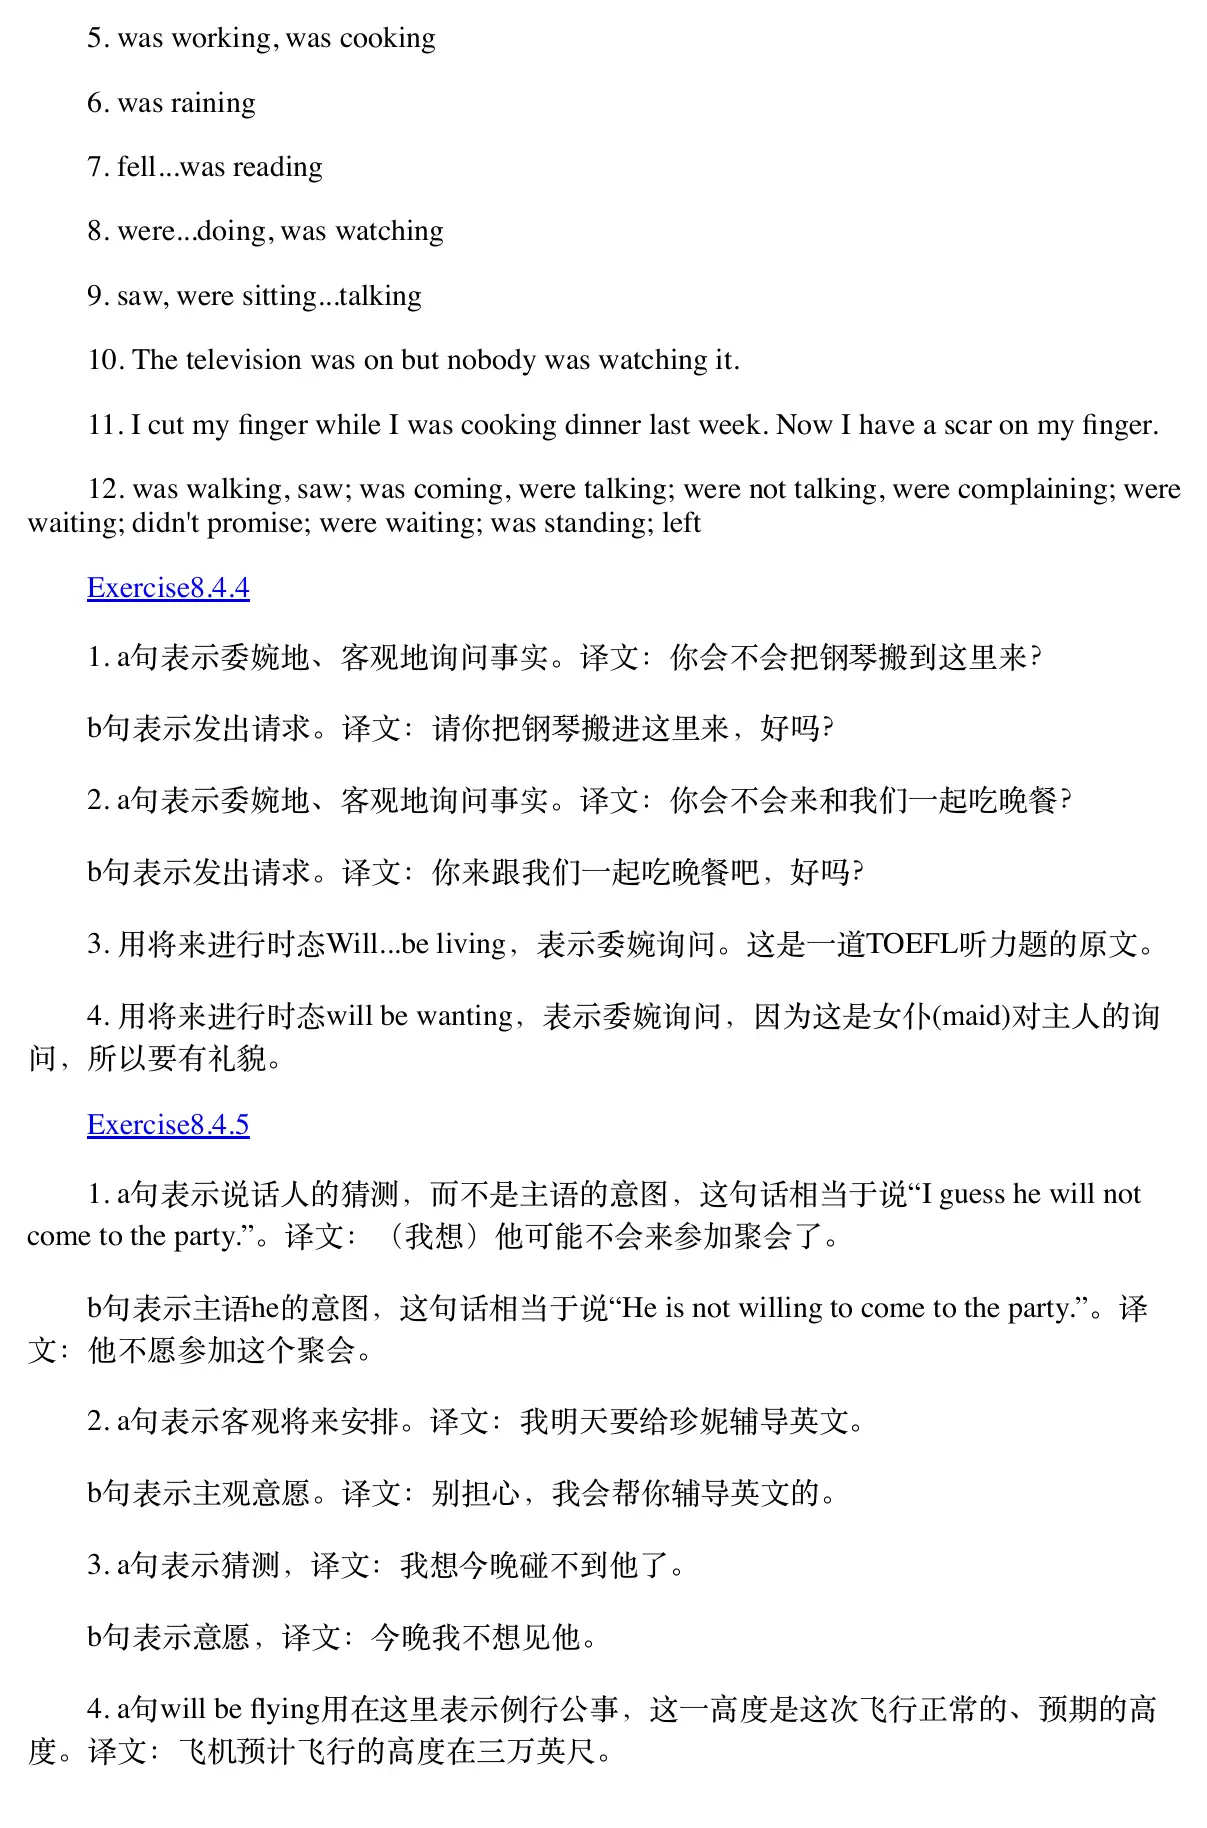 5. was working, was cooking
6. was raining
7. fell...was reading
8. were...doing, was watching
9. saw, were sitting...talking
10. The television was on but nobody was watching it.
11. I cut my finger while I was cooking dinner last week. Now I have a scar on my finger.
12. was walking, saw; was coming, were talking; were not talking, were complaining; were
waiting; didn't promise; were waiting; was standing; left
Exercise8.4.4
1. a句表示委婉地、客观地询问事实。译文：你会不会把钢琴搬到这里来？
b句表示发出请求。译文：请你把钢琴搬进这里来，好吗？
2. a句表示委婉地、客观地询问事实。译文：你会不会来和我们一起吃晚餐？
b句表示发出请求。译文：你来跟我们一起吃晚餐吧，好吗？
3. 用将来进行时态Will...be living，表示委婉询问。这是一道TOEFL听力题的原文。
4. 用将来进行时态will be wanting，表示委婉询问，因为这是女仆(maid)对主人的询
问，所以要有礼貌。
Exercise8.4.5
1. a句表示说话人的猜测，而不是主语的意图，这句话相当于说“I guess he will not
come to the party.”。译文：（我想）他可能不会来参加聚会了。
b句表示主语he的意图，这句话相当于说“He is not willing to come to the party.”。译
文：他不愿参加这个聚会。
2. a句表示客观将来安排。译文：我明天要给珍妮辅导英文。
b句表示主观意愿。译文：别担心，我会帮你辅导英文的。
3. a句表示猜测，译文：我想今晚碰不到他了。
b句表示意愿，译文：今晚我不想见他。
4. a句will be flying用在这里表示例行公事，这一高度是这次飞行正常的、预期的高
度。译文：飞机预计飞行的高度在三万英尺。